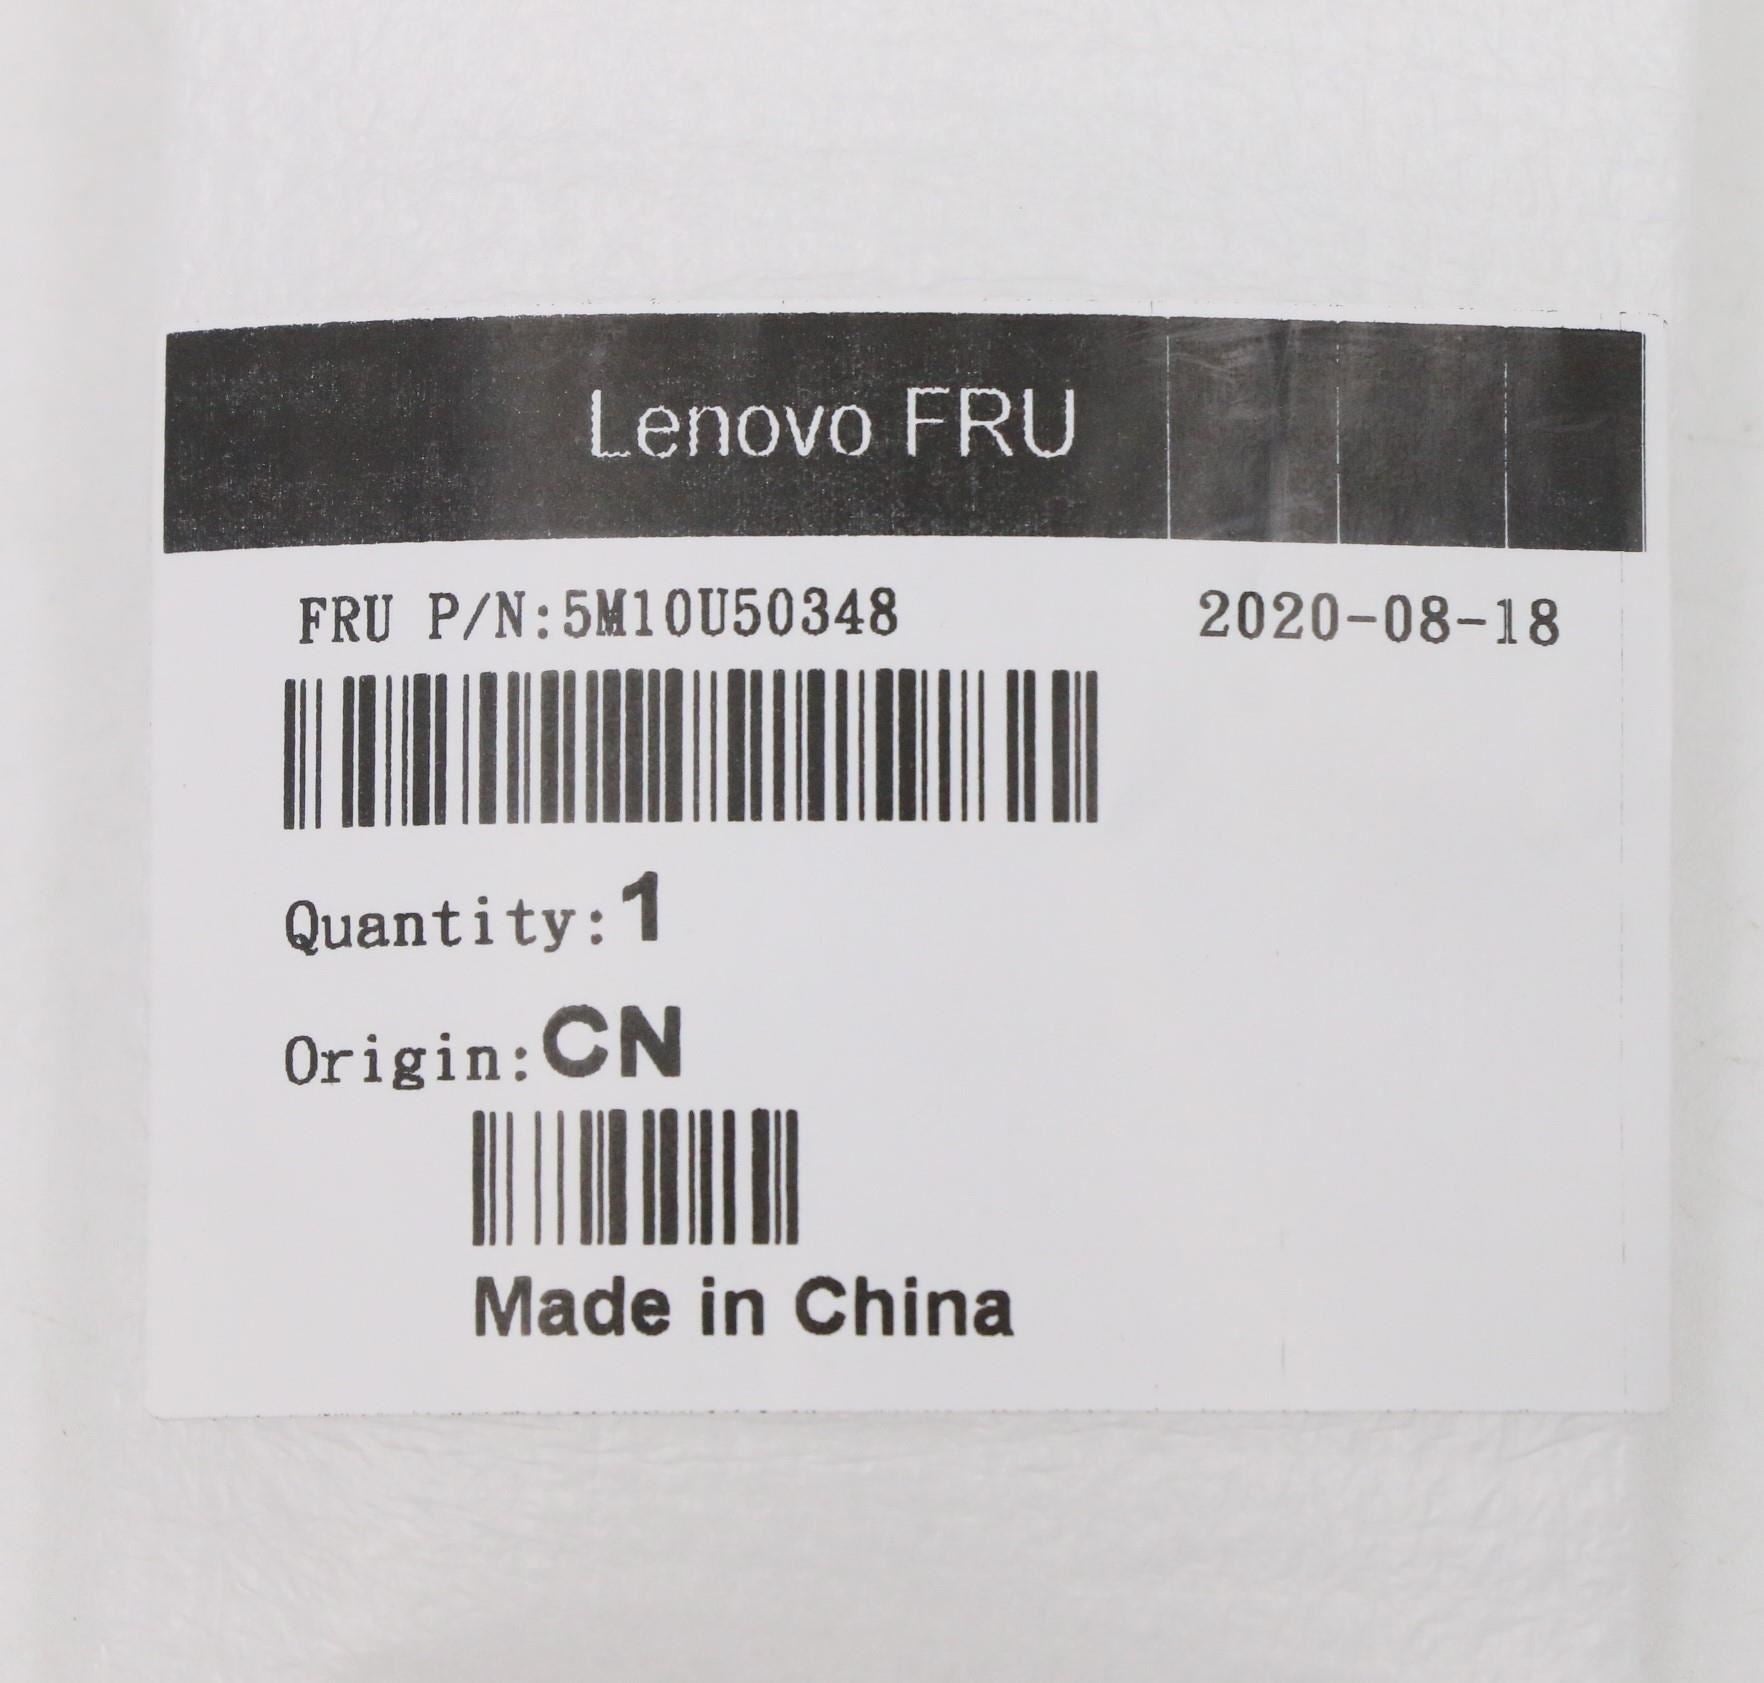 Lenovo FRU
FRU P/N:5M10U50348 2020-08-18
Quantity:1
Origin:CN
Made in China